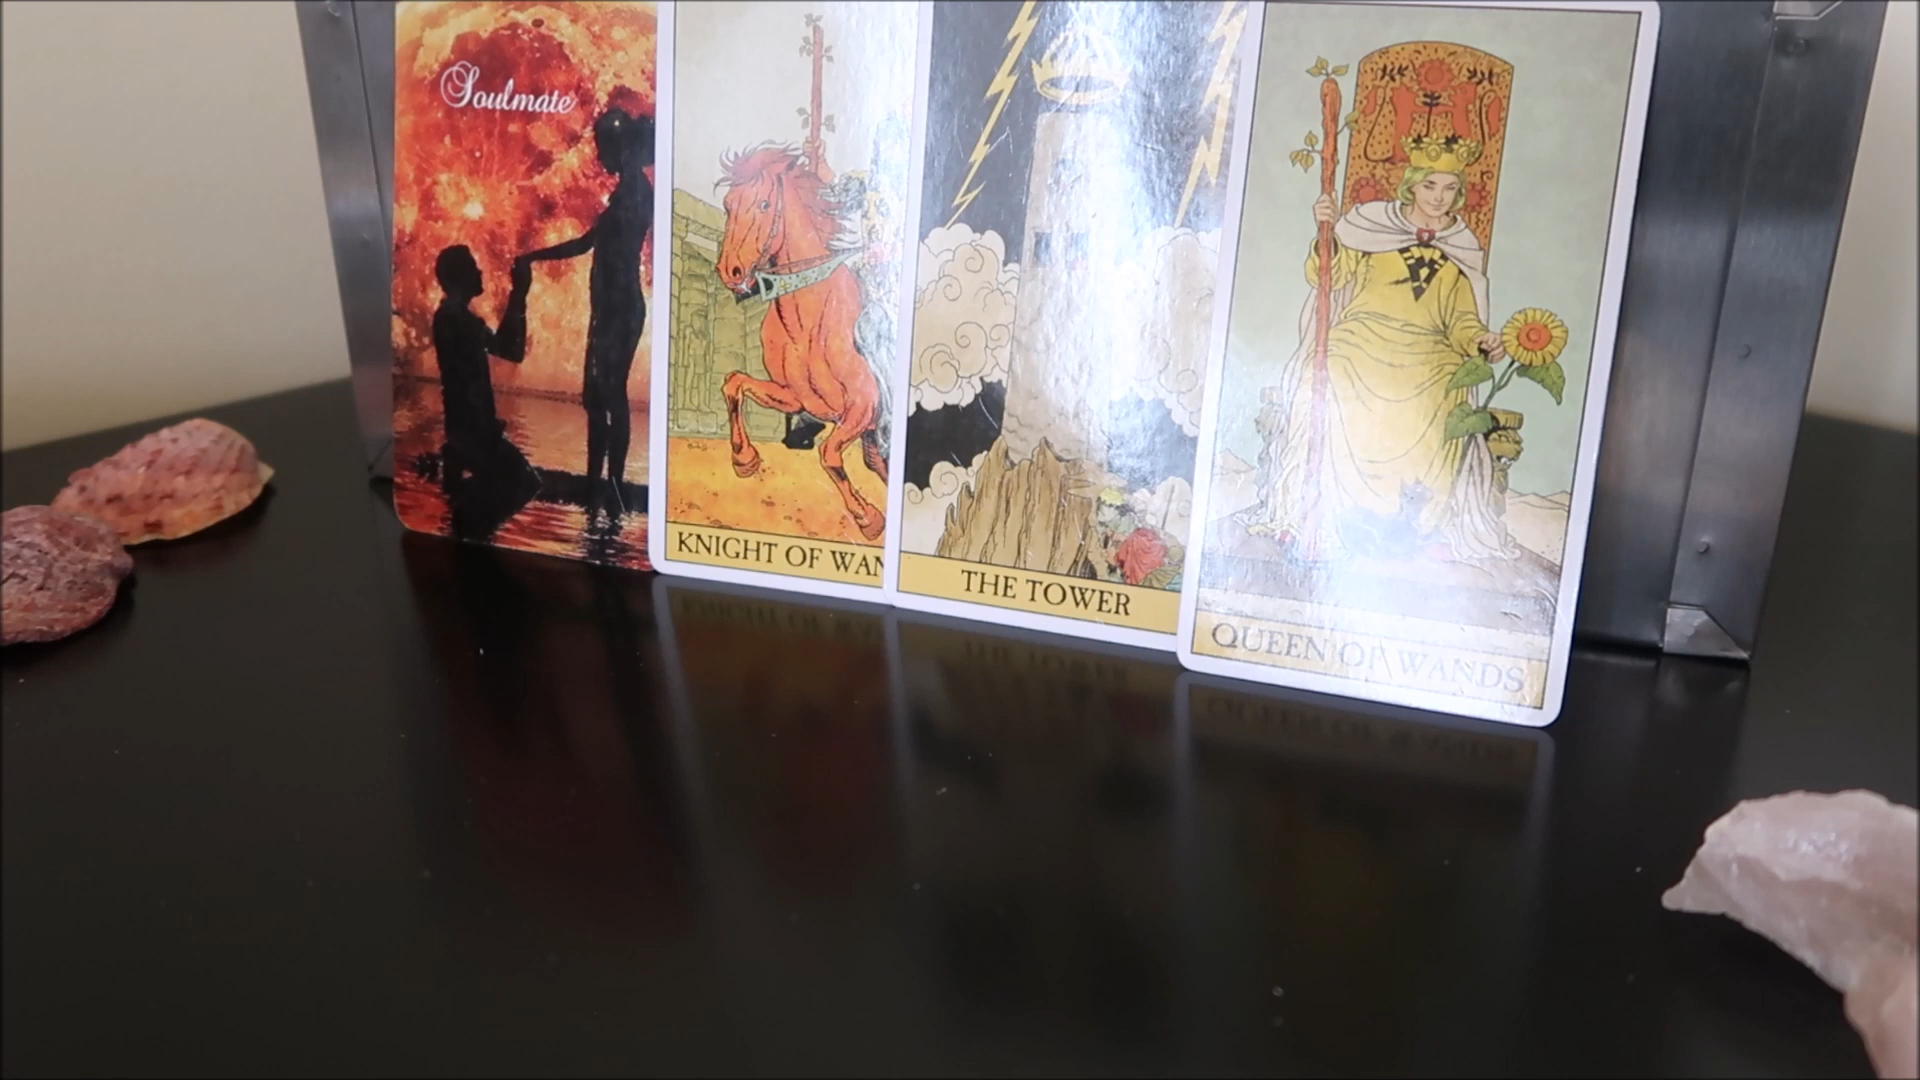 Soulmate
KNIGHT OF WAN
THE TOWER
QUEEN OF WANDS